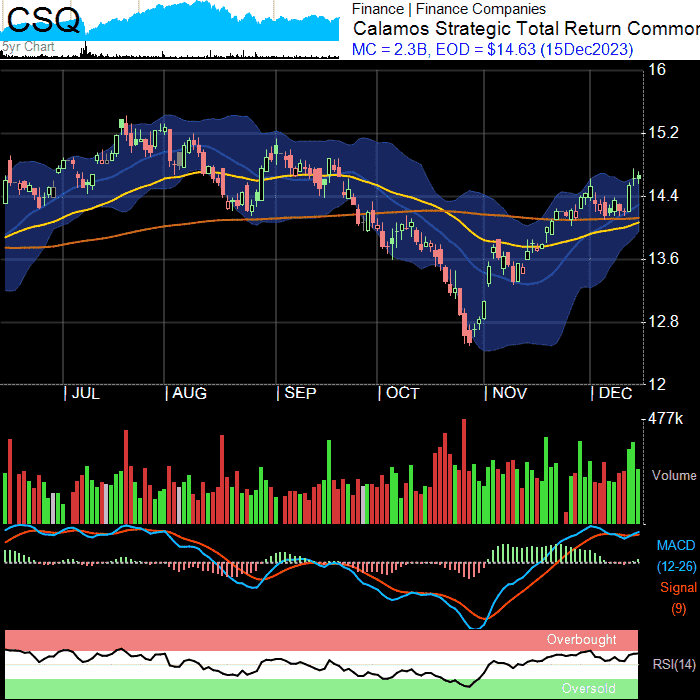 CSQ
5yr Chart
Finance | Finance Companies
Calamos Strategic Total Return Common
MC = 2.3B, EOD = $14.63 (15Dec2023)
16
15.2
14.4
13.6
12.8
12
| JUL | AUG | SEP | OCT | NOV | DEC
477k
Volume
MACD
(12-26)
Signal
(9)
Overbought
RSI(14)
Oversold